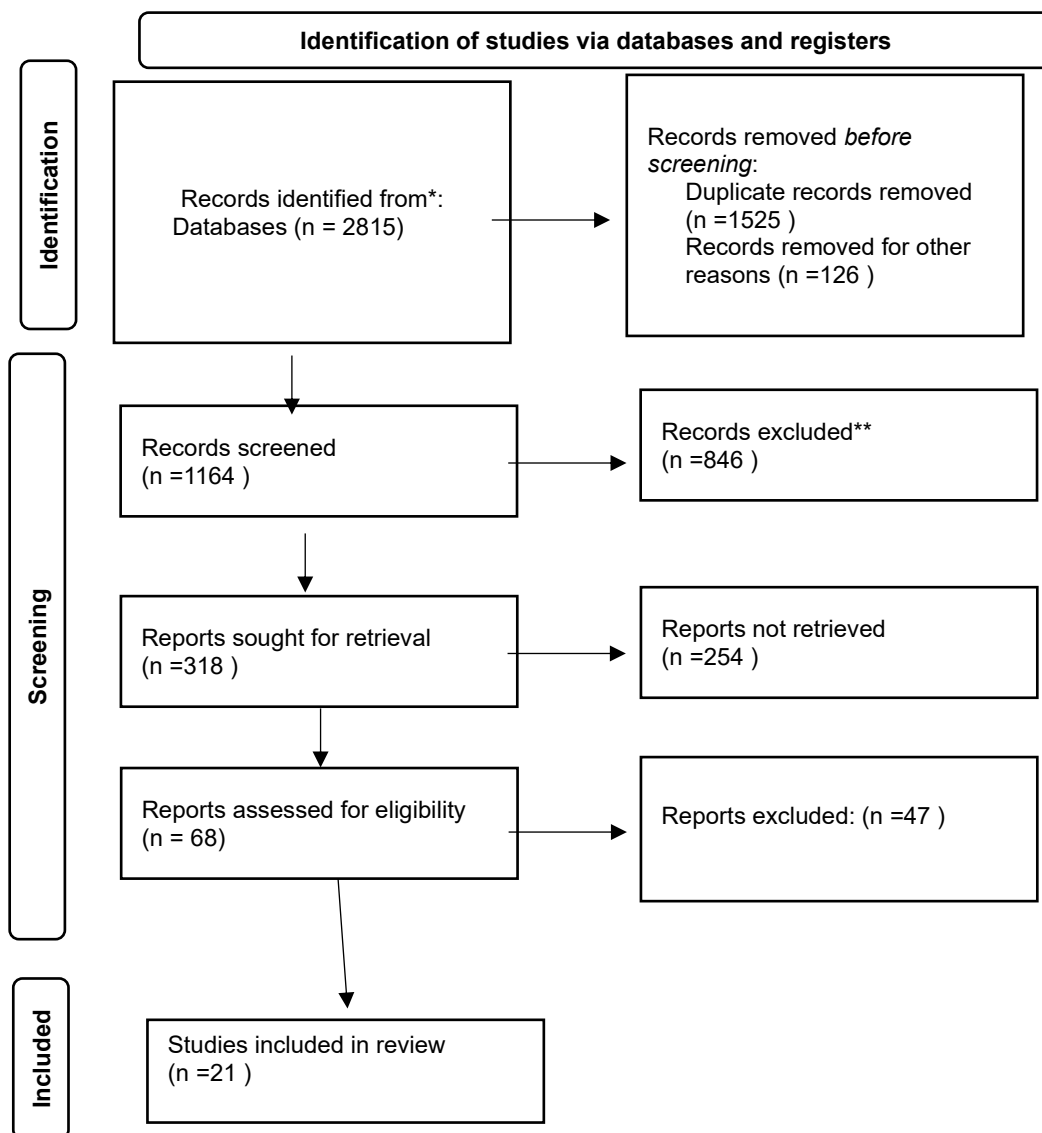 Identification of studies via databases and registers
Identification
Records identified from*:
Databases (n = 2815)
Records removed before
screening:
Duplicate records removed
(n =1525 )
Records removed for other
reasons (n =126 )
Screening
Records screened
(n =1164 )
Records excluded**
(n =846 )
Reports sought for retrieval
(n =318 )
Reports not retrieved
(n =254 )
Reports assessed for eligibility
(n = 68)
Reports excluded: (n =47 )
Included
Studies included in review
(n =21 )